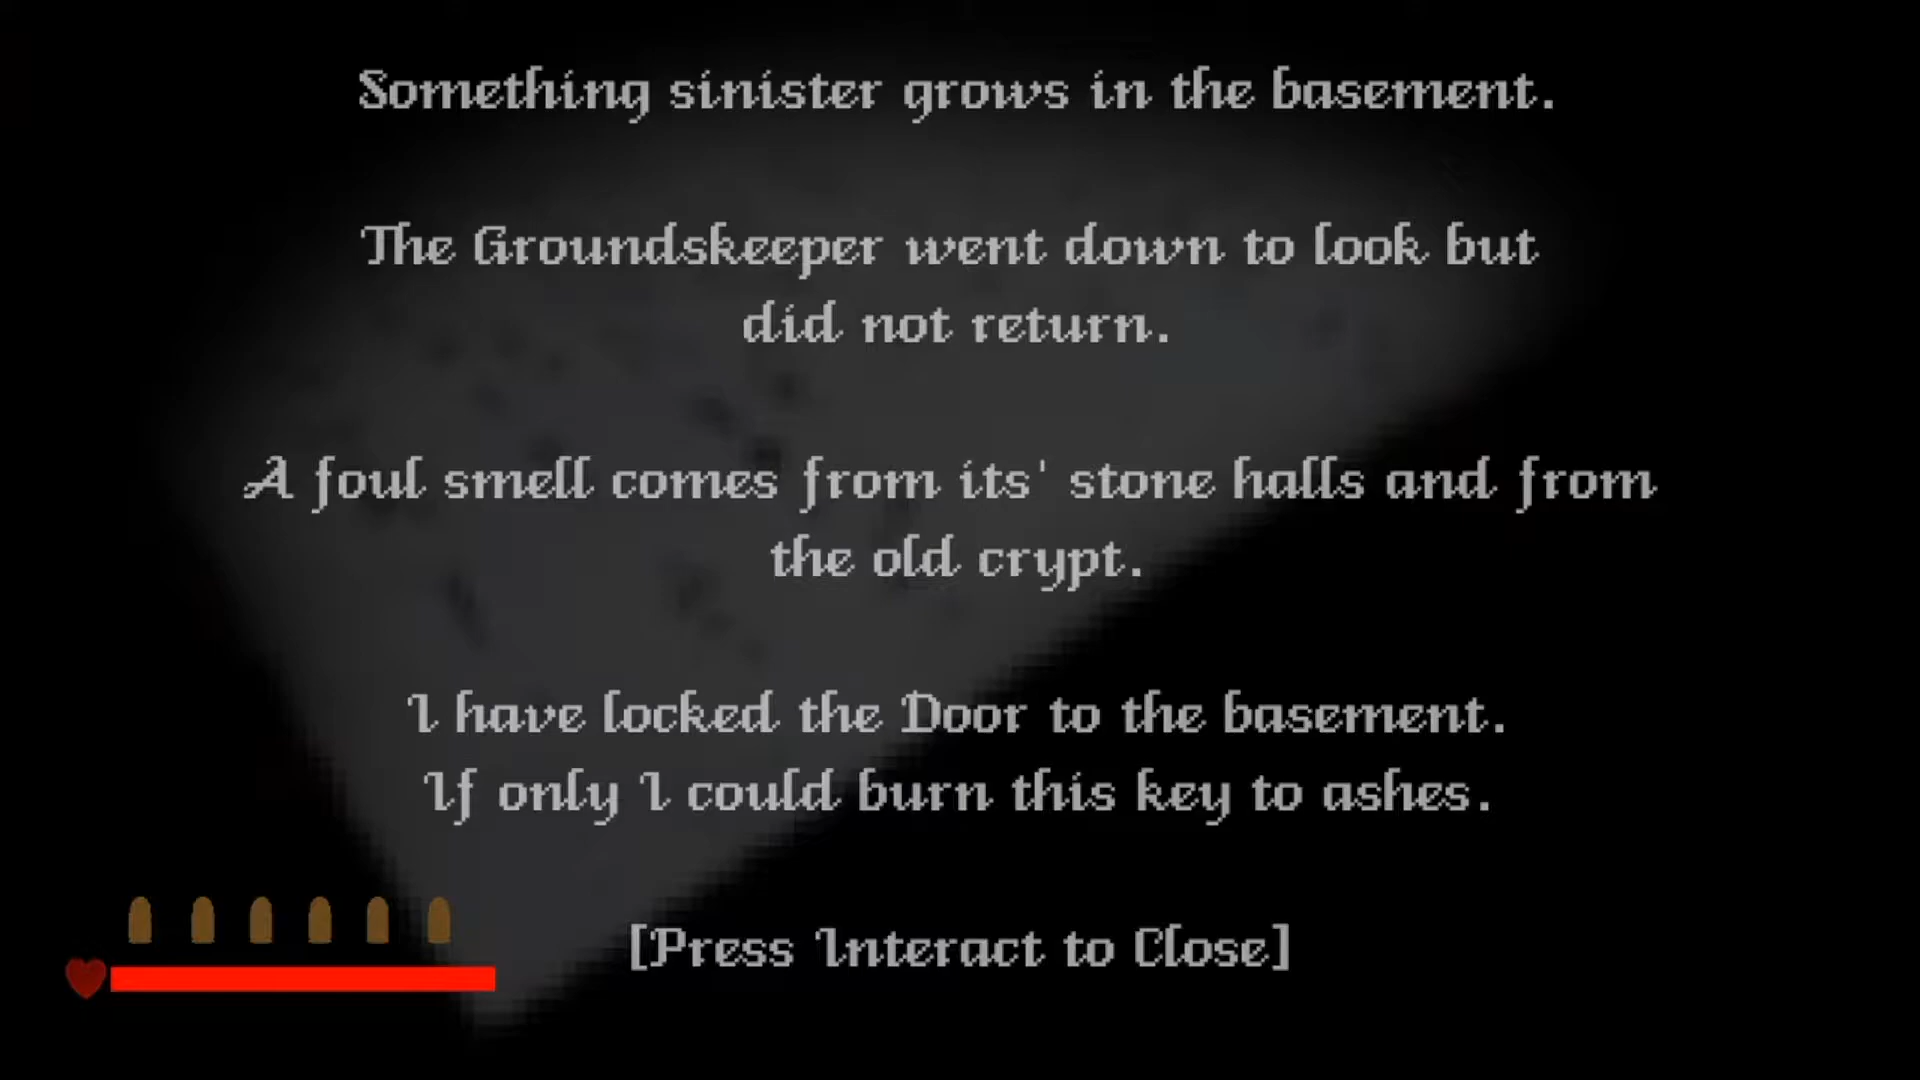 Something sinister grows in the basement.
The Groundskeeper went down to look but
did not return.
A foul smell comes from its' stone halls and from
the old crypt.
I have locked the Door to the basement.
If only I could burn this key to ashes.
[Press Interact to Close]